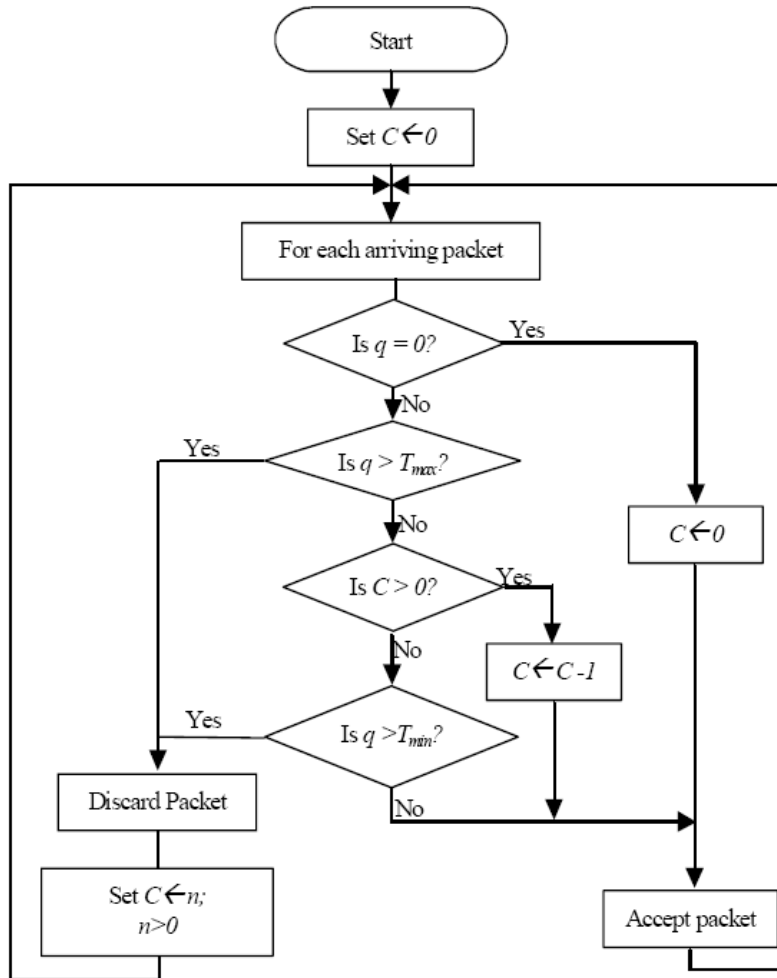 Start
Set C←0
For each arriving packet
Is q = 0?
Yes
No
Is q > Tmax?
Yes
No
C←0
Is C > 0?
Yes
No
C←C -1
Is q >Tmin?
Yes
No
Discard Packet
Set C←n;
n>0
Accept packet